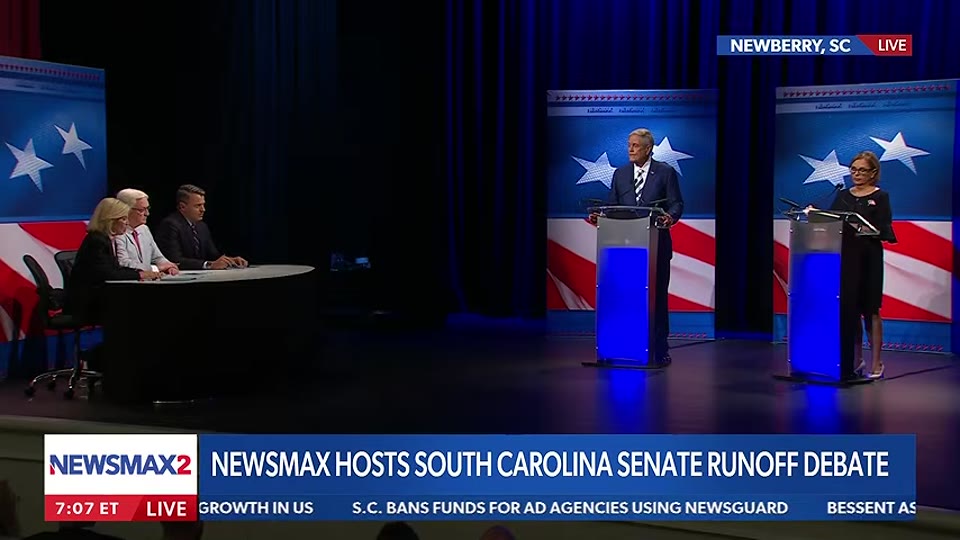 NEWBERRY, SC LIVE
NEWSMAX2
NEWSMAX HOSTS SOUTH CAROLINA SENATE RUNOFF DEBATE
7:07 ET LIVE
GROWTH IN US S.C. BANS FUNDS FOR AD AGENCIES USING NEWSGUARD BESSENT AS